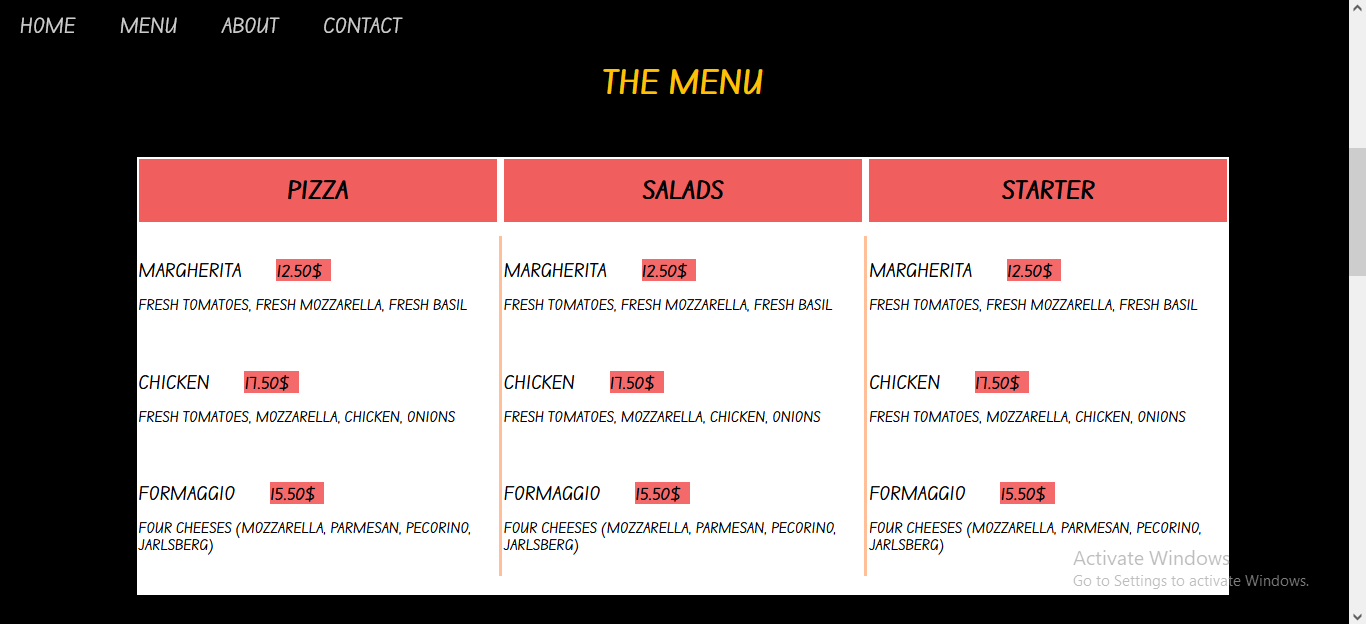 HOME MENU ABOUT CONTACT
THE MENU
PIZZA SALADS STARTER
MARGHERITA 12.50$ MARGHERITA 12.50$ MARGHERITA 12.50$
FRESH TOMATOES, FRESH MOZZARELLA, FRESH BASIL FRESH TOMATOES, FRESH MOZZARELLA, FRESH BASIL FRESH TOMATOES, FRESH MOZZARELLA, FRESH BASIL
CHICKEN 17.50$ CHICKEN 17.50$ CHICKEN 17.50$
FRESH TOMATOES, MOZZARELLA, CHICKEN, ONIONS FRESH TOMATOES, MOZZARELLA, CHICKEN, ONIONS FRESH TOMATOES, MOZZARELLA, CHICKEN, ONIONS
FORMAGGIO 15.50$ FORMAGGIO 15.50$ FORMAGGIO 15.50$
FOUR CHEESES (MOZZARELLA, PARMESAN, PECORINO, FOUR CHEESES (MOZZARELLA, PARMESAN, PECORINO, FOUR CHEESES (MOZZARELLA, PARMESAN, PECORINO,
JARLSBERG) JARLSBERG) JARLSBERG)
Activate Windows
Go to Settings to activate Windows.